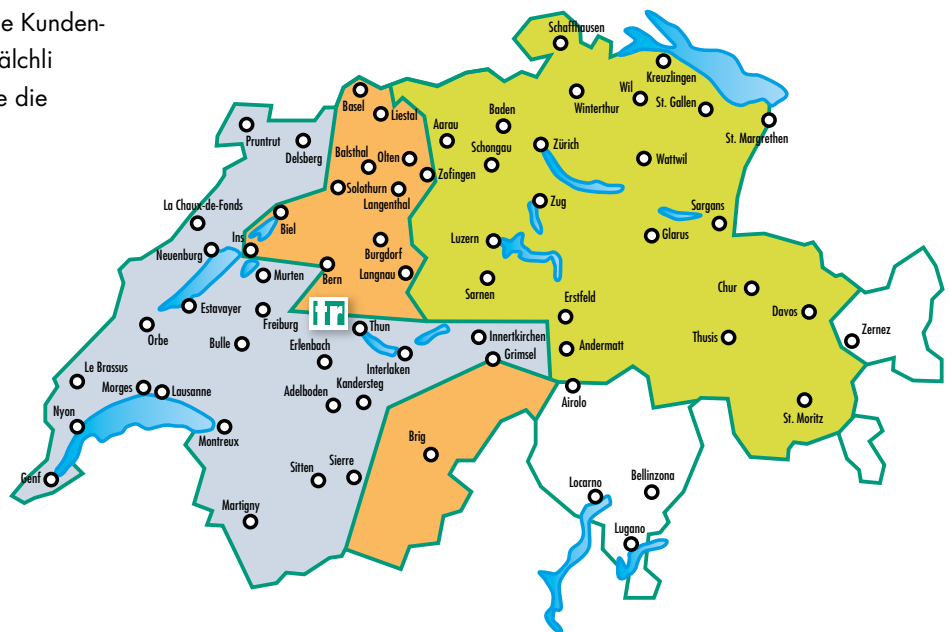 e Kunden-
älchli
e die
Schaffhausen
Kreuzlingen
Basel
Liestal
Winterthur
Wil
St. Gallen
St. Margrethen
Pruntrut
Delsberg
Aarau
Baden
Balsthal
Olten
Schongau
Zürich
Wattwil
Zofingen
Solothurn
Langenthal
Zug
Sargans
La Chaux-de-Fonds
Biel
Ins
Neuenburg
Burgdorf
Luzern
Glarus
Bern
Langnau
Murten
Sarnen
Chur
Estavayer
Freiburg
Erstfeld
Davos
Orbe
Bulle
fr
Thun
Erlenbach
Innertkirchen
Zernez
Interlaken
Grimsel
Andermatt
Thusis
Le Brassus
Morges
Lausanne
Adelboden
Kandersteg
Airolo
St. Moritz
Nyon
Montreux
Brig
Genf
Sitten
Sierre
Locarno
Bellinzona
Martigny
Lugano